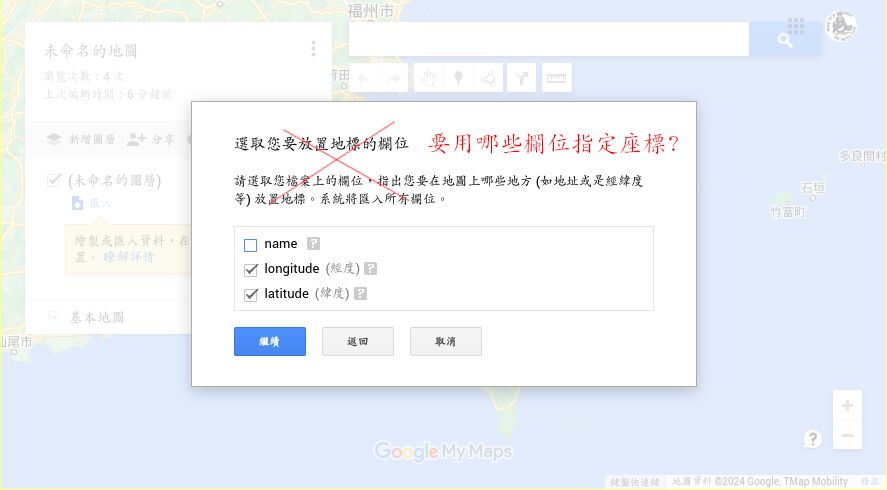 福州市
未命名的地圖
瀏覽次數：4 次
上次編輯時間：6 分鐘前
莆田
新增圖層
分享
選取您要放置地標的欄位
要用哪些欄位指定座標?
多良間村
(未命名的圖層)
請選取您檔案上的欄位，指出您要在地圖上哪些地方 (如地址或是經緯度
等) 放置地標。系統將匯入所有欄位。
石垣
匯入
竹富町
繪製或匯入資料，在
置。瞭解詳情
name ?
longitude (經度) ?
latitude (緯度) ?
基本地圖
汕尾市
繼續
返回
取消
Google My Maps
?
鍵盤快速鍵
地圖資料 ©2024 Google, TMap Mobility
條款